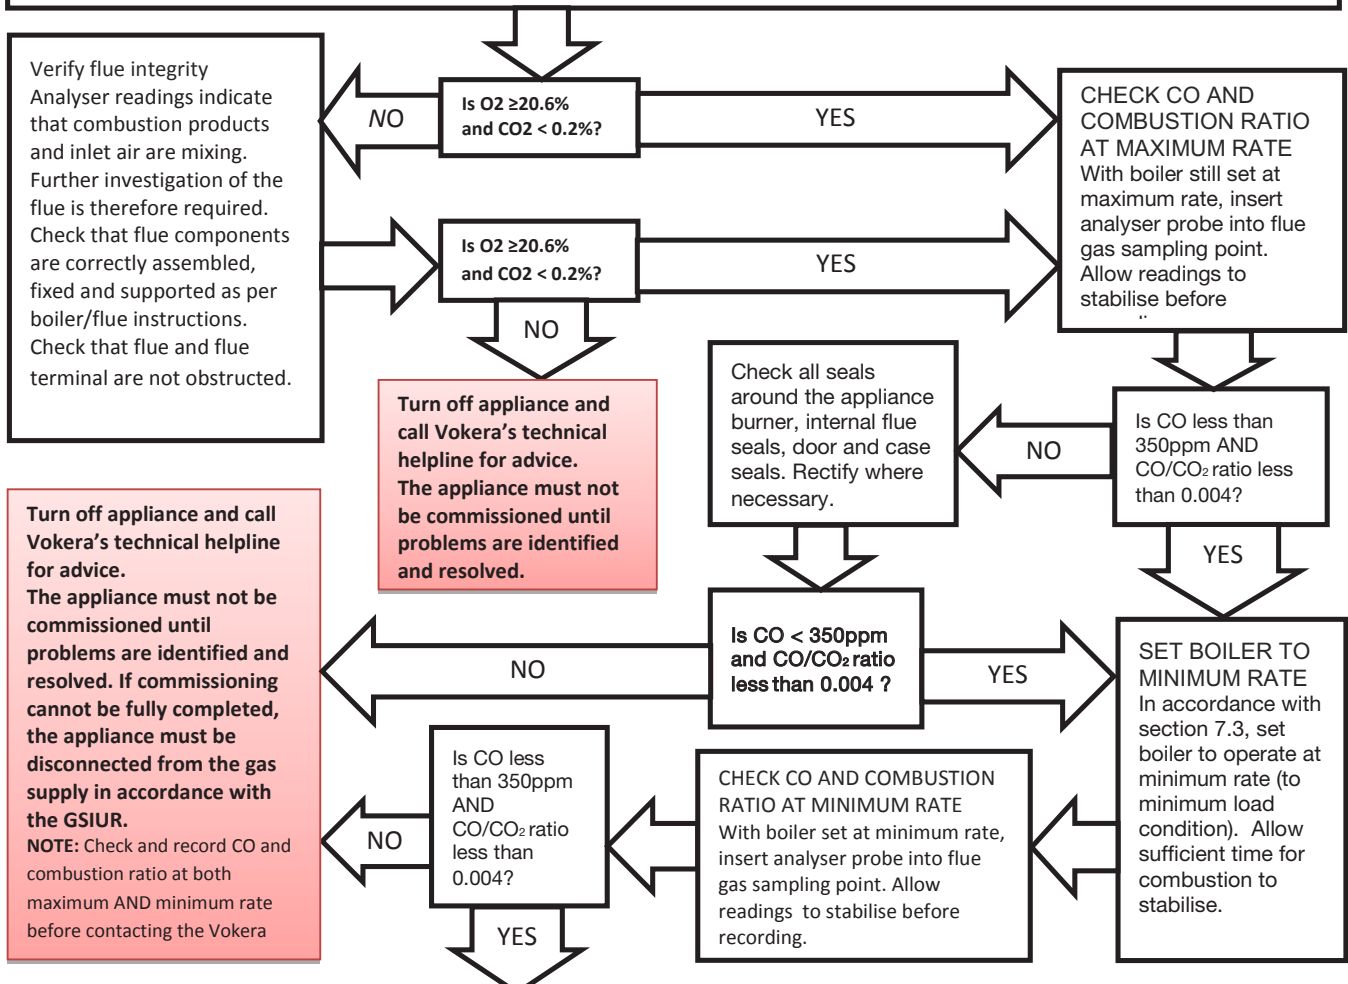 Verify flue integrity
Analyser readings indicate
that combustion products
and inlet air are mixing.
Further investigation of the
flue is therefore required.
Check that flue components
are correctly assembled,
fixed and supported as per
boiler/flue instructions.
Check that flue and flue
terminal are not obstructed.
NO
Is O2 ≥20.6%
and CO2 < 0.2%?
YES
CHECK CO AND
COMBUSTION RATIO
AT MAXIMUM RATE
With boiler still set at
maximum rate, insert
analyser probe into flue
gas sampling point.
Allow readings to
stabilise before
Is O2 ≥20.6%
and CO2 < 0.2%?
YES
NO
Turn off appliance and
call Vokera’s technical
helpline for advice.
The appliance must not
be commissioned until
problems are identified
and resolved.
Check all seals
around the appliance
burner, internal flue
seals, door and case
seals. Rectify where
necessary.
NO
Is CO less than
350ppm AND
CO/CO₂ ratio less
than 0.004?
YES
Turn off appliance and call
Vokera’s technical helpline
for advice.
The appliance must not be
commissioned until
problems are identified and
resolved. If commissioning
cannot be fully completed,
the appliance must be
disconnected from the gas
supply in accordance with
the GSIUR.
NOTE: Check and record CO and
combustion ratio at both
maximum AND minimum rate
before contacting the Vokera
NO
Is CO < 350ppm
and CO/CO₂ ratio
less than 0.004 ?
YES
SET BOILER TO
MINIMUM RATE
In accordance with
section 7.3, set
boiler to operate at
minimum rate (to
minimum load
condition). Allow
sufficient time for
combustion to
stabilise.
NO
Is CO less
than 350ppm
AND
CO/CO₂ ratio
less than
0.004?
CHECK CO AND COMBUSTION
RATIO AT MINIMUM RATE
With boiler set at minimum rate,
insert analyser probe into flue
gas sampling point. Allow
readings to stabilise before
recording.
YES